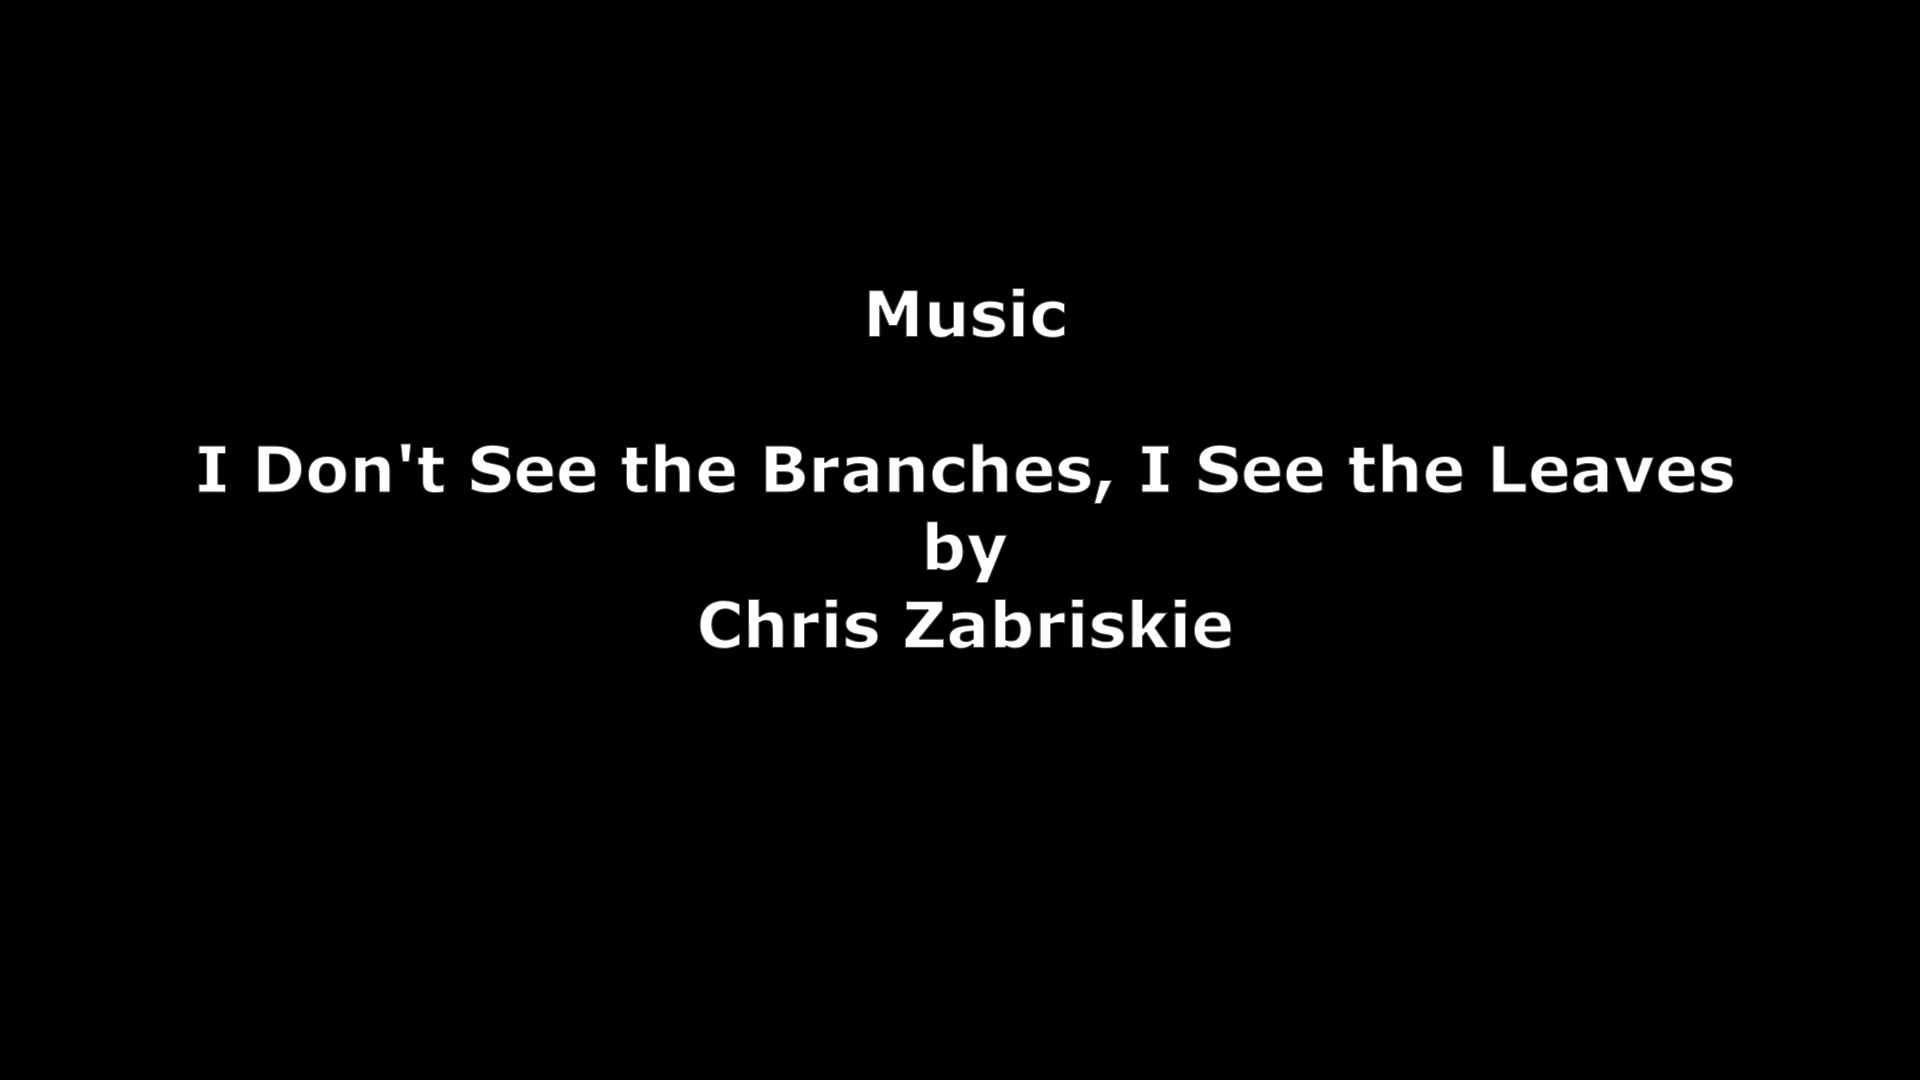 Music
I Don't See the Branches, I See the Leaves
by
Chris Zabriskie